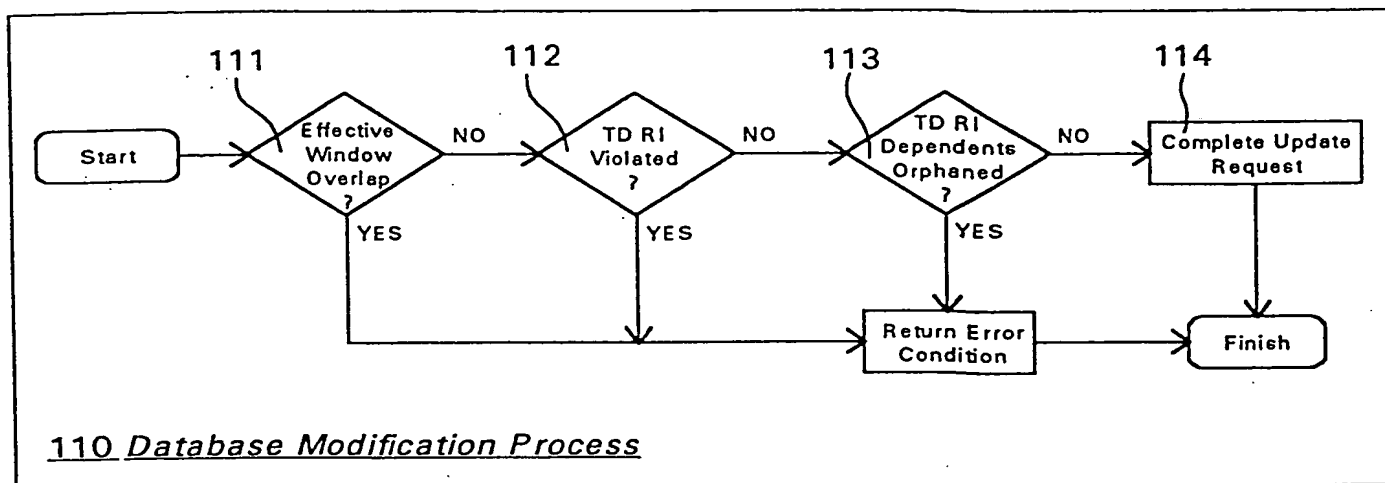 111
112
113
114
Start
Effective
Window
Overlap
?
NO
YES
TD RI
Violated
?
NO
YES
TD RI
Dependents
Orphaned
?
NO
YES
Complete Update
Request
Return Error
Condition
Finish
110 Database Modification Process